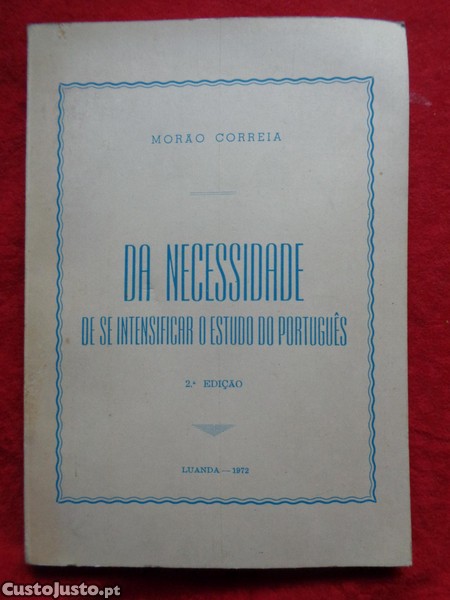 MORÃO CORREIA
DA NECESSIDADE
DE SE INTENSIFICAR O ESTUDO DO PORTUGUÊS
2.ª EDIÇÃO
LUANDA — 1972
CustoJusto.pt